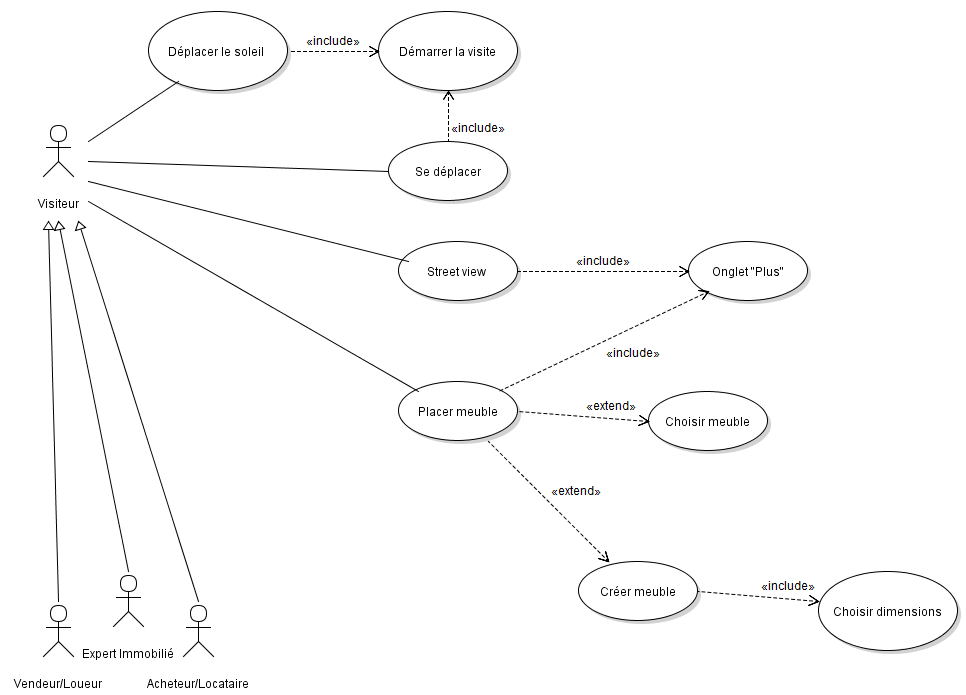 Déplacer le soleil
«include»
Démarrer la visite
«include»
Se déplacer
Visiteur
Street view
«include»
Onglet "Plus"
«include»
Placer meuble
«extend»
Choisir meuble
«extend»
Créer meuble
«include»
Choisir dimensions
Expert Immobilié
Vendeur/Loueur
Acheteur/Locataire